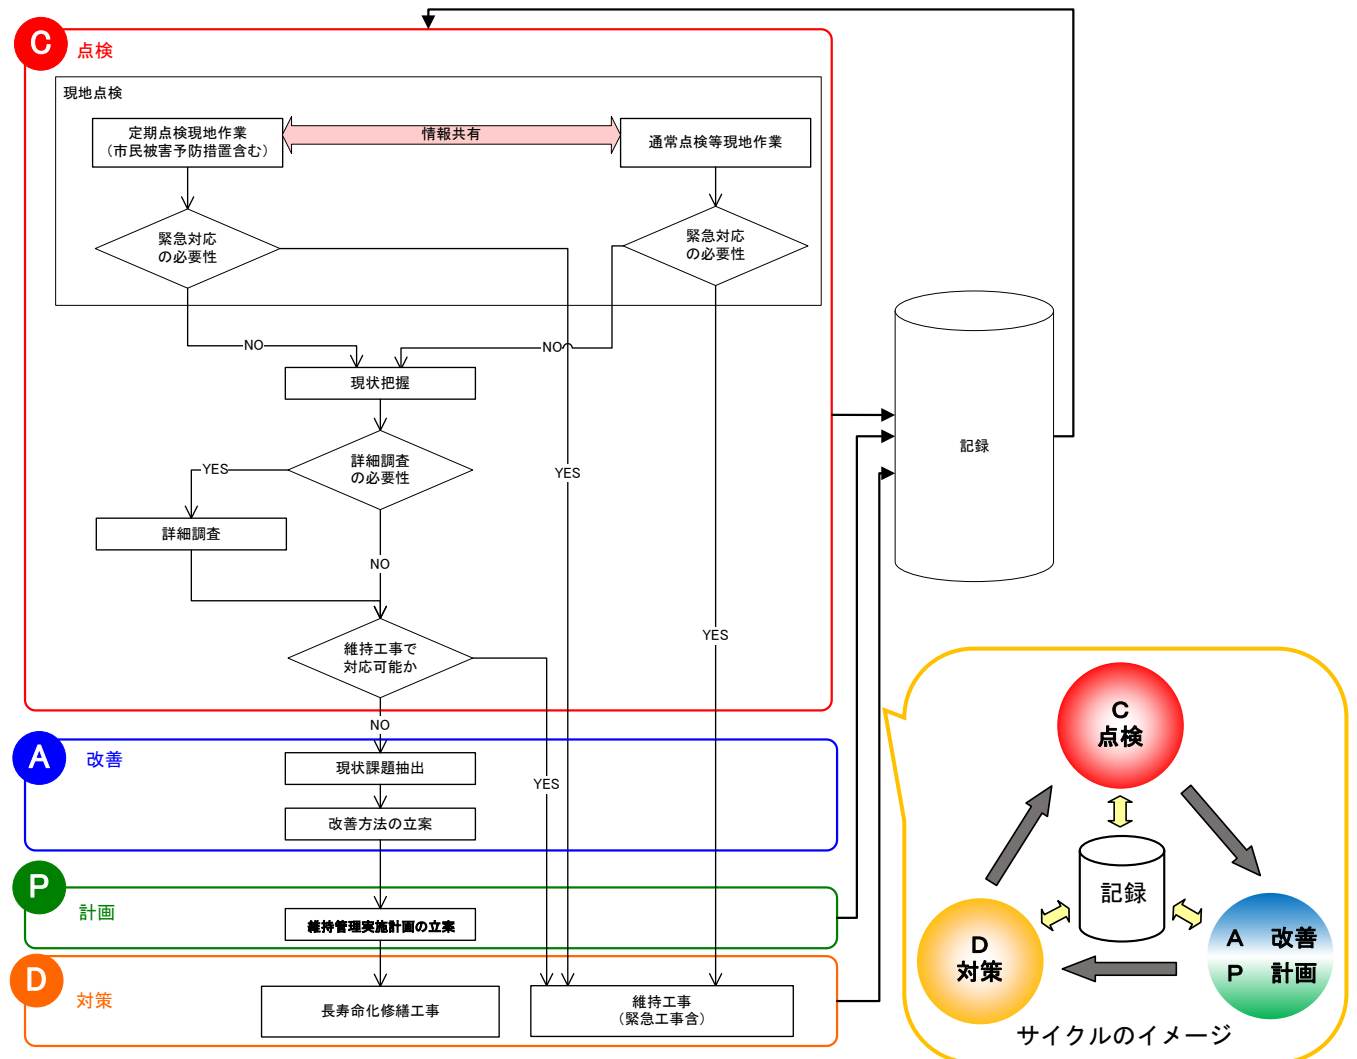 C
点検
現地点検
定期点検現地作業
（市民被害予防措置含む）
情報共有
通常点検等現地作業
緊急対応
の必要性
緊急対応
の必要性
NO
NO
現状把握
詳細調査
の必要性
YES
YES
詳細調査
NO
YES
維持工事で
対応可能か
NO
A
改善
現状課題抽出
YES
改善方法の立案
P
計画
維持管理実施計画の立案
D
対策
長寿命化修繕工事
維持工事
（緊急工事含）
記録
C
点検
記録
D
対策
A 改善
P 計画
サイクルのイメージ